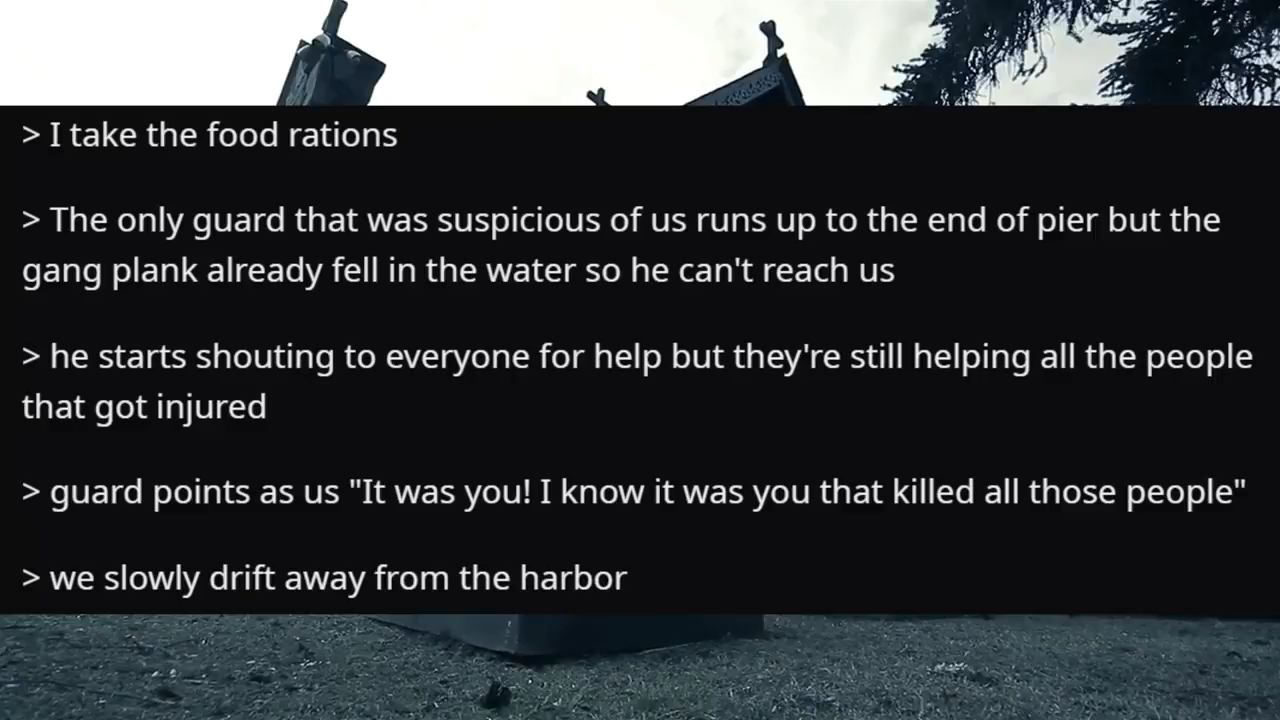 > I take the food rations
> The only guard that was suspicious of us runs up to the end of pier but the
gang plank already fell in the water so he can't reach us
> he starts shouting to everyone for help but they're still helping all the people
that got injured
> guard points as us "It was you! I know it was you that killed all those people"
> we slowly drift away from the harbor